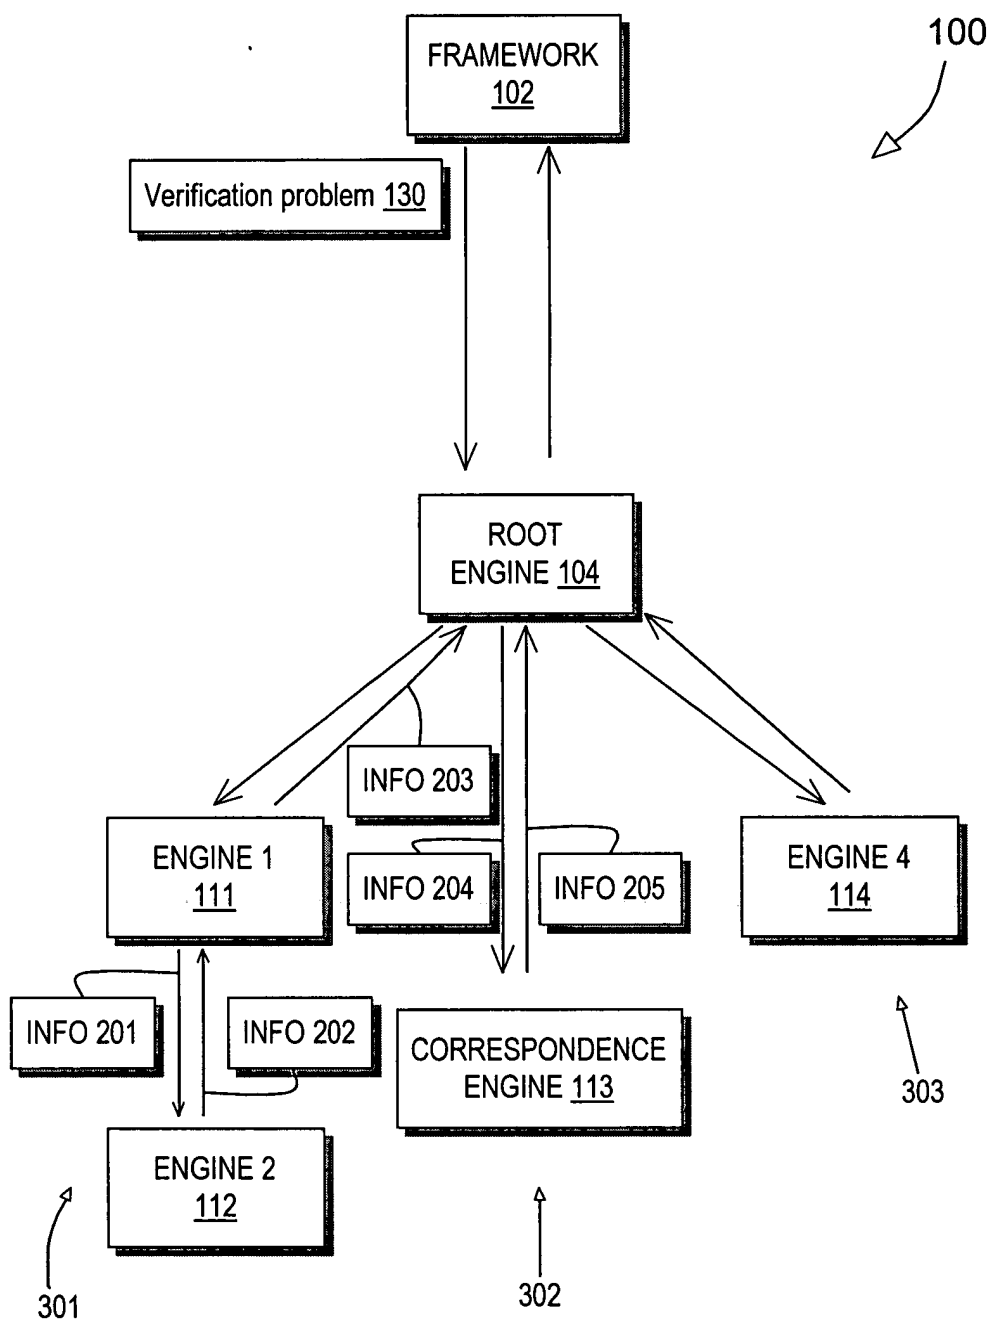 100
FRAMEWORK
102
Verification problem 130
ROOT
ENGINE 104
INFO 203
ENGINE 1
111
INFO 204
INFO 205
ENGINE 4
114
INFO 201
INFO 202
CORRESPONDENCE
ENGINE 113
303
ENGINE 2
112
301
302